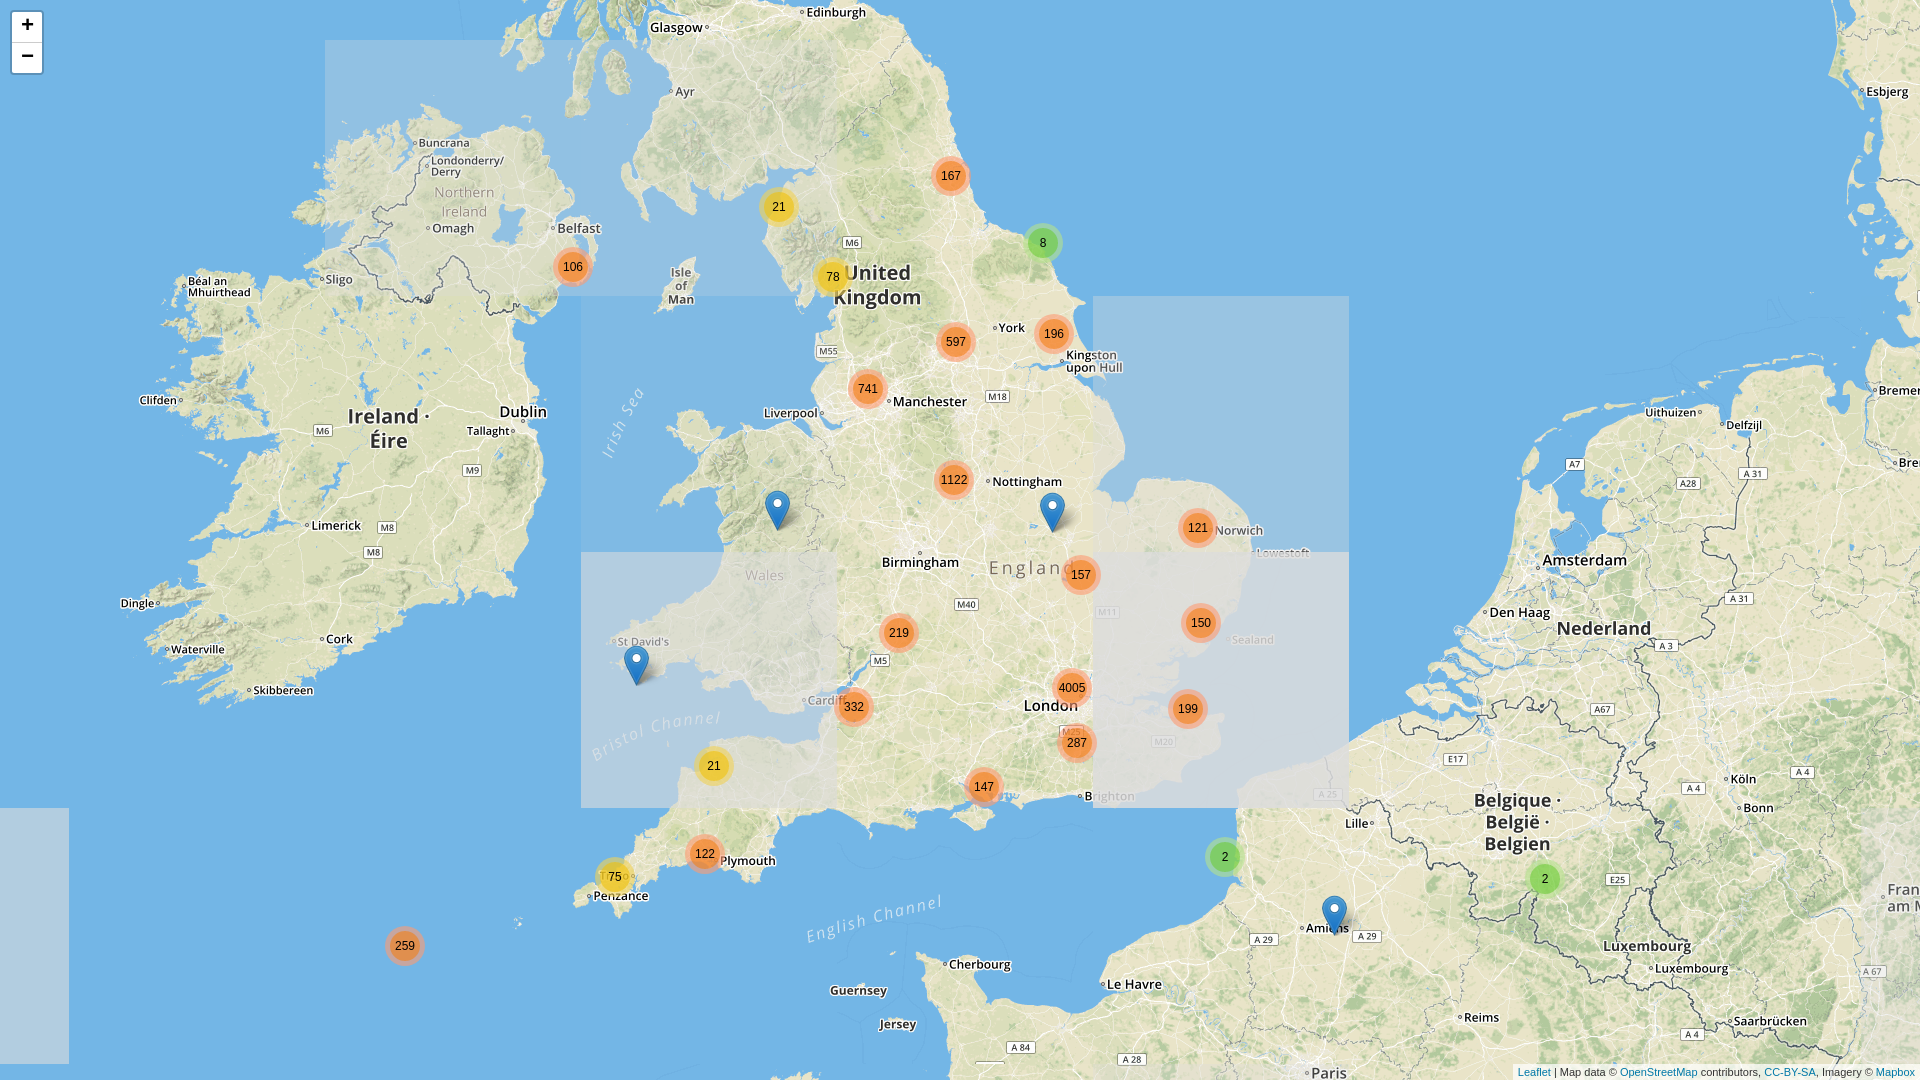 +
−
Glasgow
Edinburgh
Ayr
Esbjerg
Buncrana
Londonderry/
Derry
Northern
Ireland
Omagh
Belfast
167
21
M6
8
106
78
United
Kingdom
Isle
of
Man
Sligo
Béal an
Mhuirthead
York
196
597
M55
Kingston
upon Hull
741
Manchester
M18
Liverpool
Irish Sea
Clifden
Ireland ·
Éire
Dublin
Tallaght
M6
M9
Uithuizen
Delfzijl
A7
A 31
A28
1122
Nottingham
121
Norwich
Lowestoft
Limerick
M8
M8
Birmingham
England
157
Wales
Amsterdam
Dingle
M40
M11
A 31
Den Haag
Nederland
Cork
Waterville
St David's
219
150
Sealand
M5
A 3
Skibbereen
4005
London
Cardiff
332
199
A67
Bristol Channel
M25
287
M20
E17
21
147
Brighton
A 25
Köln
A 4
A 4
Bonn
Belgique ·
België ·
Belgien
Lille
122
Plymouth
75
Penzance
2
2
E25
English Channel
Amiens
A 29
A 29
259
Luxembourg
Luxembourg
Cherbourg
A 67
Le Havre
Guernsey
Jersey
Reims
Saarbrücken
A 84
A 28
A 4
Paris
Leaflet | Map data © OpenStreetMap contributors, CC-BY-SA, Imagery © Mapbox